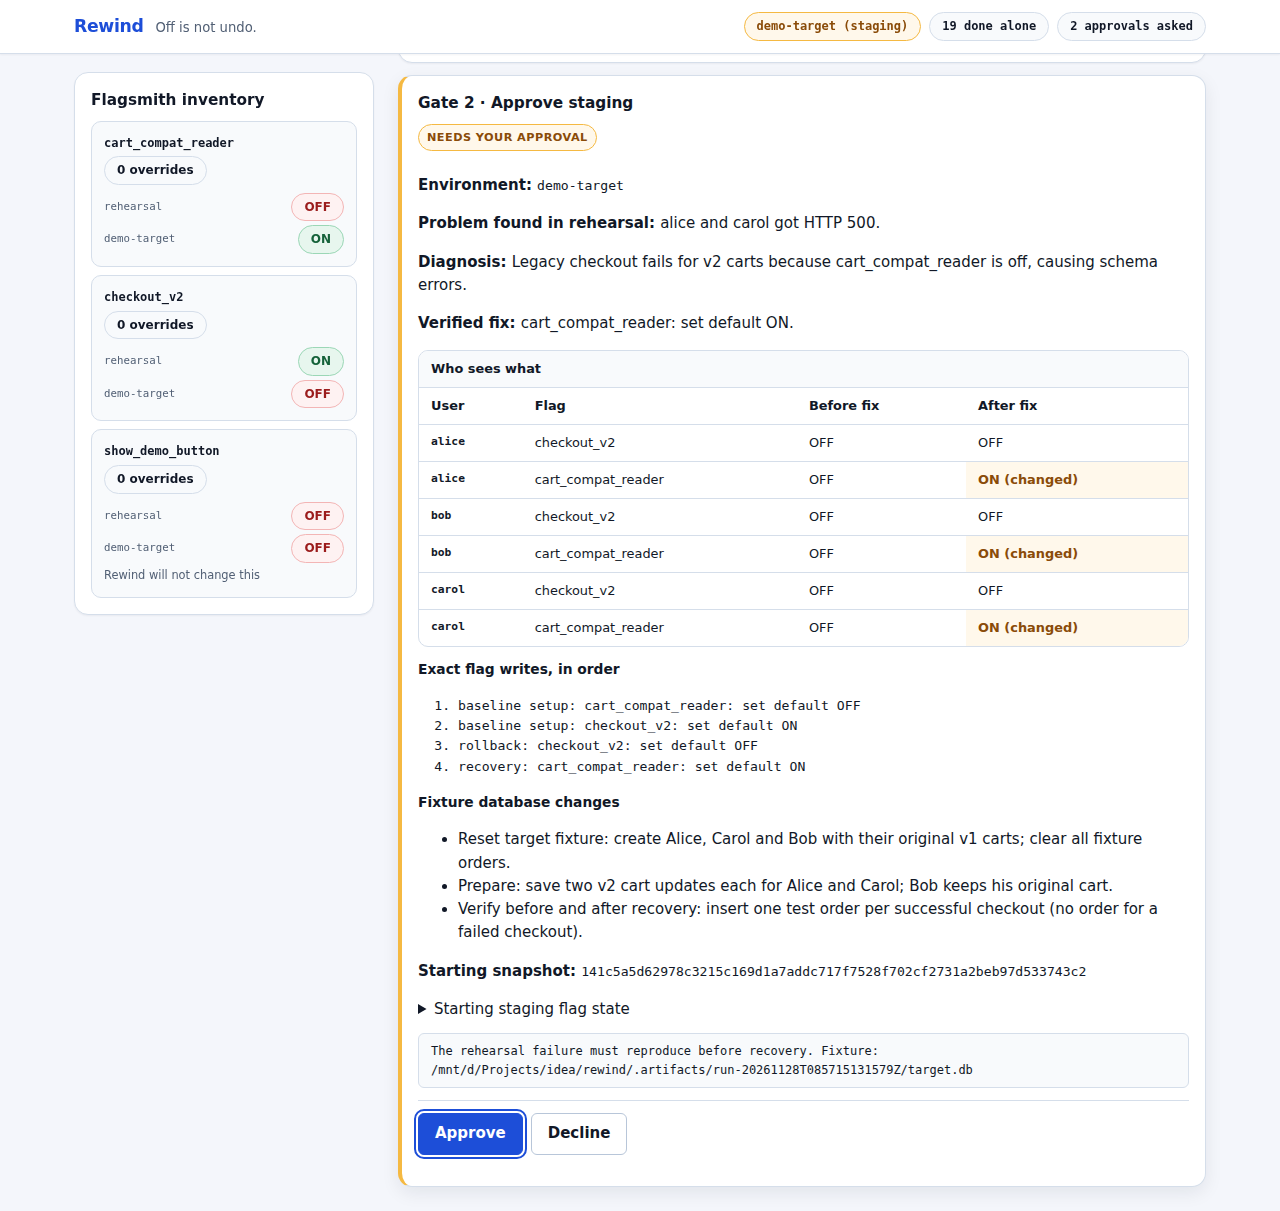 Rewind Off is not undo. demo-target (staging) 19 done alone 2 approvals asked
Flagsmith inventory
cart_compat_reader
0 overrides
rehearsal OFF
demo-target ON
checkout_v2
0 overrides
rehearsal ON
demo-target OFF
show_demo_button
0 overrides
rehearsal OFF
demo-target OFF
Rewind will not change this
Gate 2 · Approve staging
NEEDS YOUR APPROVAL
Environment: demo-target
Problem found in rehearsal: alice and carol got HTTP 500.
Diagnosis: Legacy checkout fails for v2 carts because cart_compat_reader is off, causing schema
errors.
Verified fix: cart_compat_reader: set default ON.
Who sees what
User Flag Before fix After fix
alice checkout_v2 OFF OFF
alice cart_compat_reader OFF ON (changed)
bob checkout_v2 OFF OFF
bob cart_compat_reader OFF ON (changed)
carol checkout_v2 OFF OFF
carol cart_compat_reader OFF ON (changed)
Exact flag writes, in order
1. baseline setup: cart_compat_reader: set default OFF
2. baseline setup: checkout_v2: set default ON
3. rollback: checkout_v2: set default OFF
4. recovery: cart_compat_reader: set default ON
Fixture database changes
• Reset target fixture: create Alice, Carol and Bob with their original v1 carts; clear all fixture
orders.
• Prepare: save two v2 cart updates each for Alice and Carol; Bob keeps his original cart.
• Verify before and after recovery: insert one test order per successful checkout (no order for a
failed checkout).
Starting snapshot: 141c5a5d62978c3215c169d1a7addc717f7528f702cf2731a2beb97d533743c2
▶ Starting staging flag state
The rehearsal failure must reproduce before recovery. Fixture:
/mnt/d/Projects/idea/rewind/.artifacts/run-20261128T085715131579Z/target.db
Approve Decline